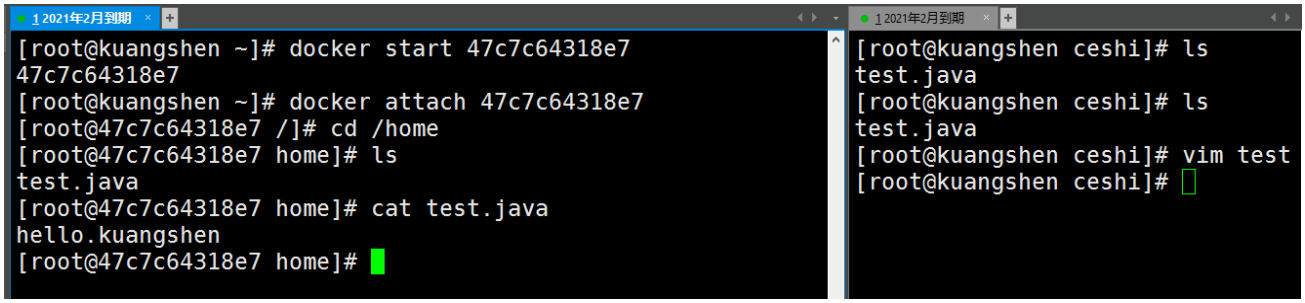 1 2021年2月到期 × +
[root@kuangshen ~]# docker start 47c7c64318e7
47c7c64318e7
[root@kuangshen ~]# docker attach 47c7c64318e7
[root@47c7c64318e7 /]# cd /home
[root@47c7c64318e7 home]# ls
test.java
[root@47c7c64318e7 home]# cat test.java
hello.kuangshen
[root@47c7c64318e7 home]#
1 2021年2月到期 × +
[root@kuangshen ceshi]# ls
test.java
[root@kuangshen ceshi]# ls
test.java
[root@kuangshen ceshi]# vim test
[root@kuangshen ceshi]#